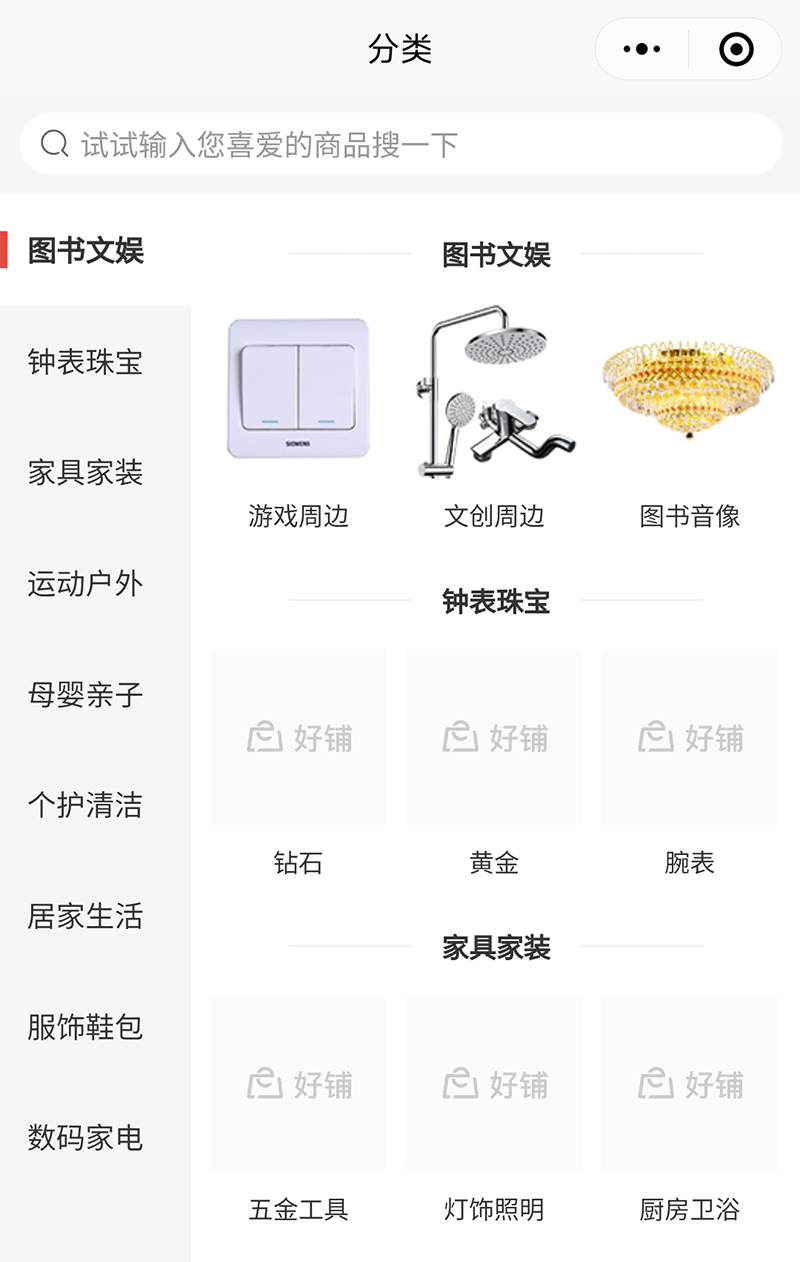 分类
试试输入您喜爱的商品搜一下
图书文娱
钟表珠宝
家具家装
运动户外
母婴亲子
个护清洁
居家生活
服饰鞋包
数码家电
图书文娱
SIEMENS
游戏周边 文创周边 图书音像
钟表珠宝
好铺 好铺 好铺
钻石 黄金 腕表
家具家装
好铺 好铺 好铺
五金工具 灯饰照明 厨房卫浴